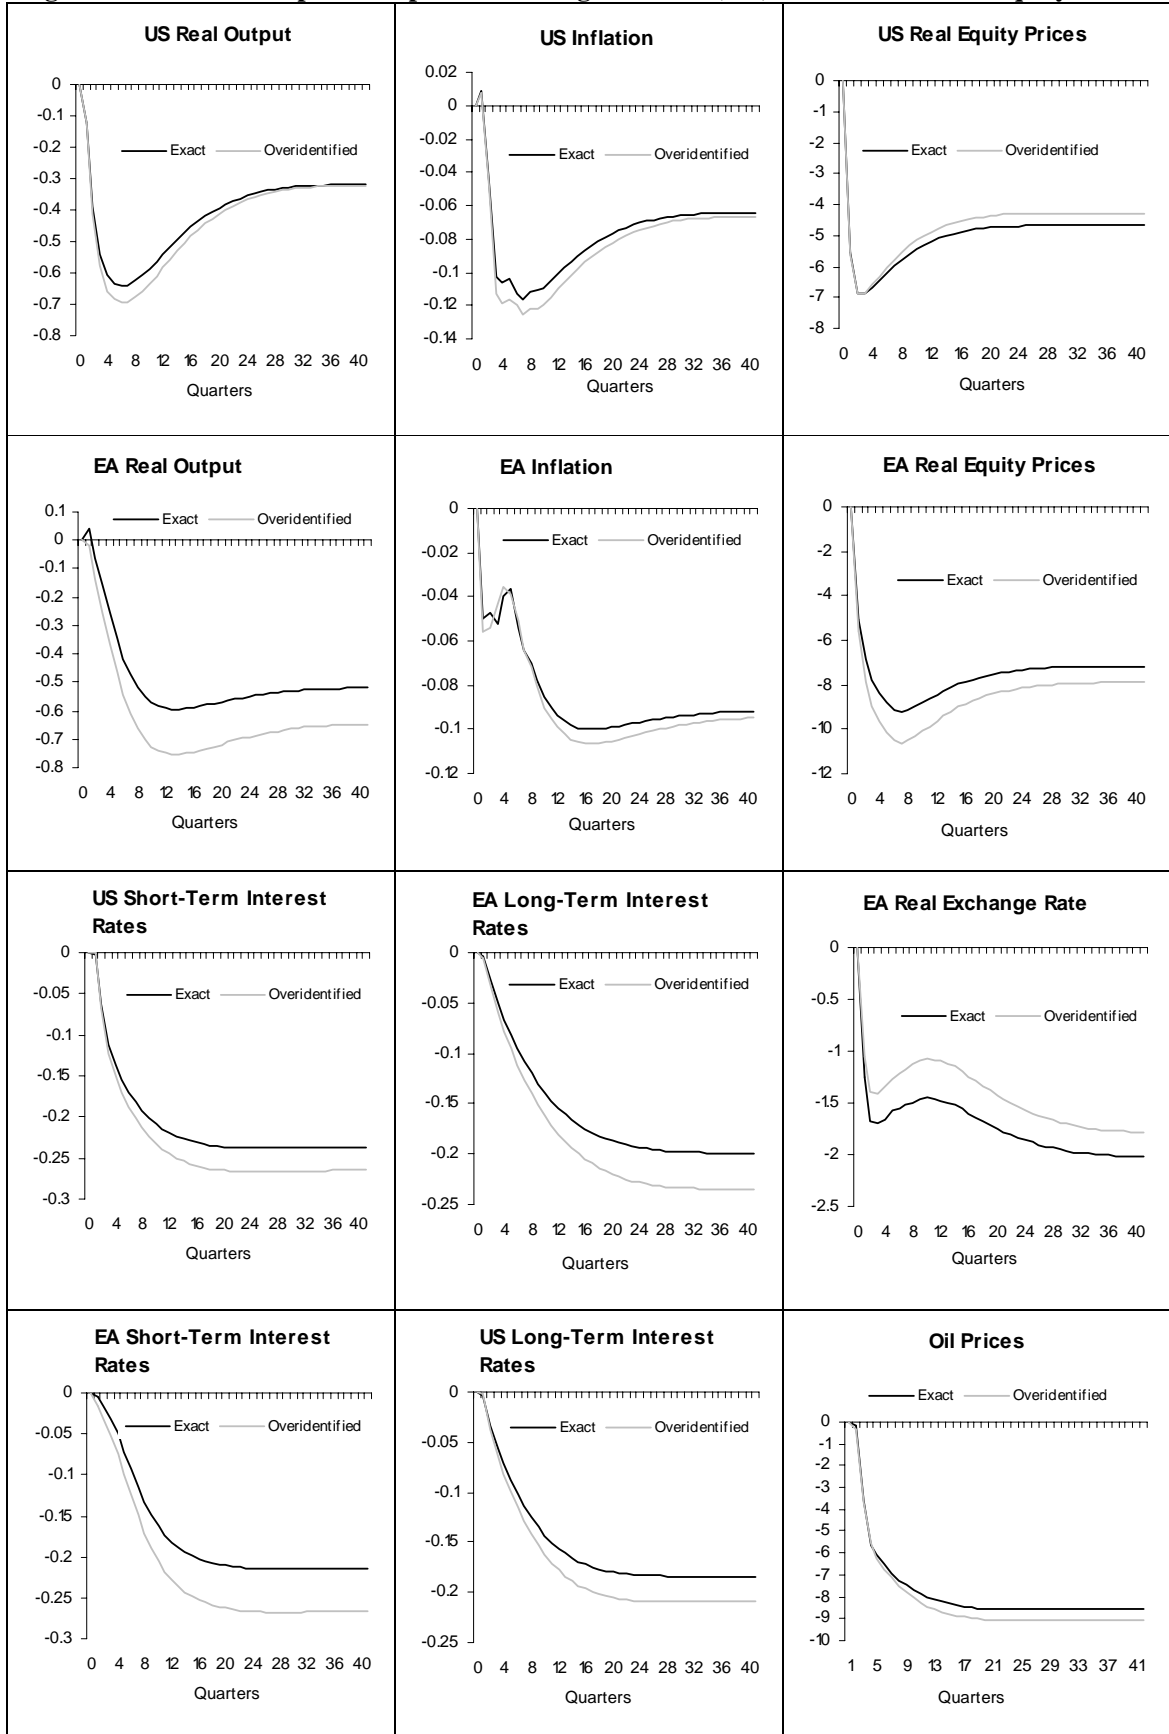 US Real Output
0
-0.1
-0.2
-0.3
-0.4
-0.5
-0.6
-0.7
-0.8
Exact Overidentified
0 4 8 12 16 20 24 28 32 36 40
Quarters
US Inflation
0.02
0
-0.02
-0.04
-0.06
-0.08
-0.1
-0.12
-0.14
Exact Overidentified
0 4 8 12 16 20 24 28 32 36 40
Quarters
US Real Equity Prices
0
-1
-2
-3
-4
-5
-6
-7
-8
Exact Overidentified
0 4 8 12 16 20 24 28 32 36 40
Quarters
EA Real Output
0.1
0
-0.1
-0.2
-0.3
-0.4
-0.5
-0.6
-0.7
-0.8
Exact Overidentified
0 4 8 12 16 20 24 28 32 36 40
Quarters
EA Inflation
0
-0.02
-0.04
-0.06
-0.08
-0.1
-0.12
Exact Overidentified
0 4 8 12 16 20 24 28 32 36 40
Quarters
EA Real Equity Prices
0
-2
-4
-6
-8
-10
-12
Exact Overidentified
0 4 8 12 16 20 24 28 32 36 40
Quarters
US Short-Term Interest
Rates
0
-0.05
-0.1
-0.15
-0.2
-0.25
-0.3
Exact Overidentified
0 4 8 12 16 20 24 28 32 36 40
Quarters
EA Long-Term Interest
Rates
0
-0.05
-0.1
-0.15
-0.2
-0.25
Exact Overidentified
0 4 8 12 16 20 24 28 32 36 40
Quarters
EA Real Exchange Rate
0
-0.5
-1
-1.5
-2
-2.5
Exact Overidentified
0 4 8 12 16 20 24 28 32 36 40
Quarters
EA Short-Term Interest
Rates
0
-0.05
-0.1
-0.15
-0.2
-0.25
-0.3
Exact Overidentified
0 4 8 12 16 20 24 28 32 36 40
Quarters
US Long-Term Interest
Rates
0
-0.05
-0.1
-0.15
-0.2
-0.25
Exact Overidentified
0 4 8 12 16 20 24 28 32 36 40
Quarters
Oil Prices
Exact Overidentified
0
-1
-2
-3
-4
-5
-6
-7
-8
-9
-10
1 5 9 13 17 21 25 29 33 37 41
Quarters